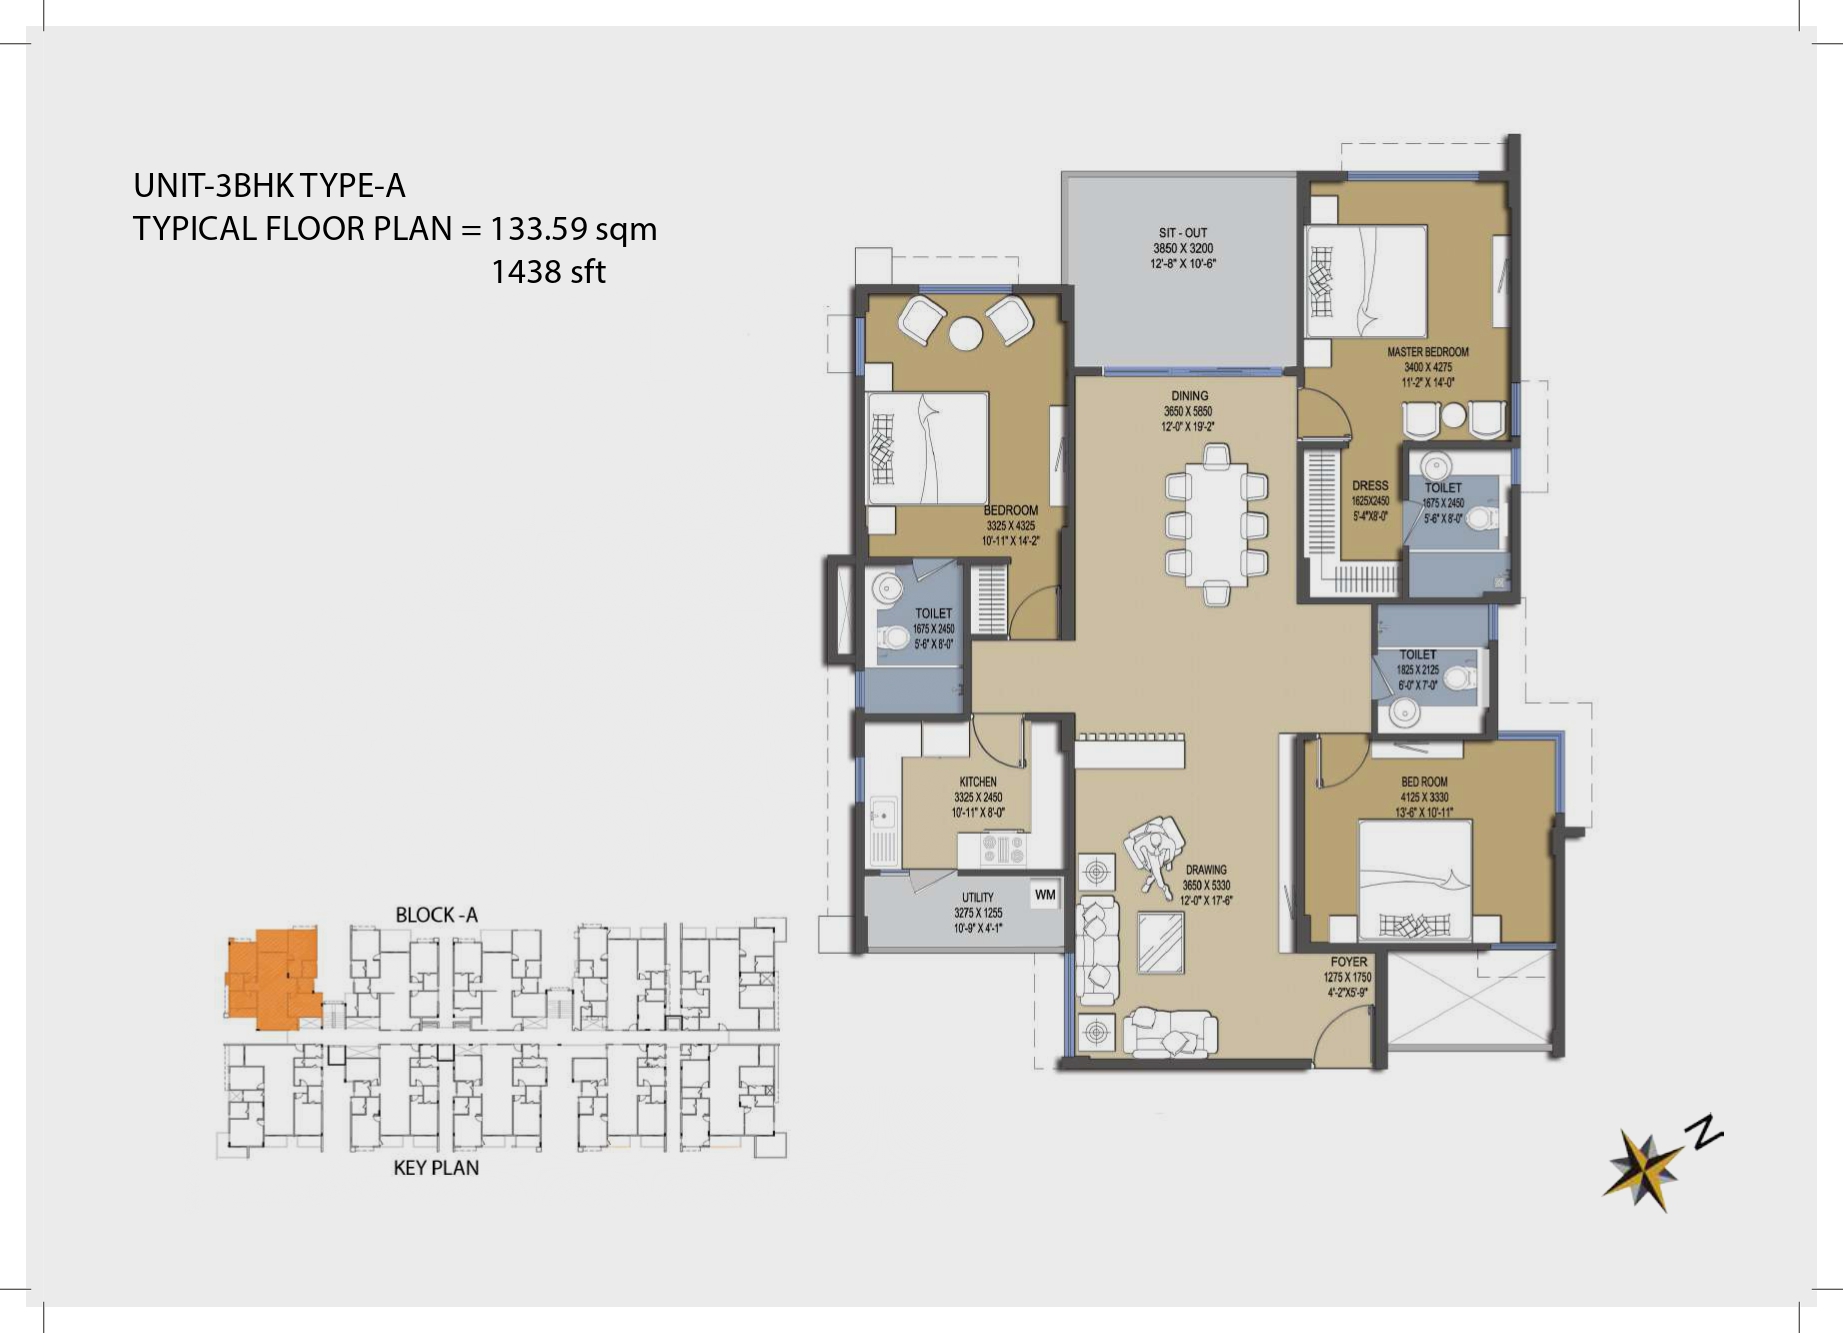 UNIT-3BHK TYPE-A
TYPICAL FLOOR PLAN = 133.59 sqm
1438 sft
SIT - OUT
3850 X 3200
12'-8" X 10'-6"
MASTER BEDROOM
3400 X 4275
11'-2" X 14'-0"
DINING
3650 X 5850
12'-0" X 19'-2"
BEDROOM
3325 X 4325
10'-11" X 14'-2"
DRESS
1625X2450
5'-4"X8'-0"
TOILET
1675 X 2450
5'-6" X 8'-0"
TOILET
1675 X 2450
5'-6" X 8'-0"
TOILET
1825 X 2125
6'-0" X 7'-0"
KITCHEN
3325 X 2450
10'-11" X 8'-0"
BED ROOM
4125 X 3330
13'-6" X 10'-11"
UTILITY
3275 X 1255
10'-9" X 4'-1"
WM
DRAWING
3650 X 5330
12'-0" X 17'-6"
FOYER
1275 X 1750
4'-2"X5'-9"
BLOCK -A
KEY PLAN
N